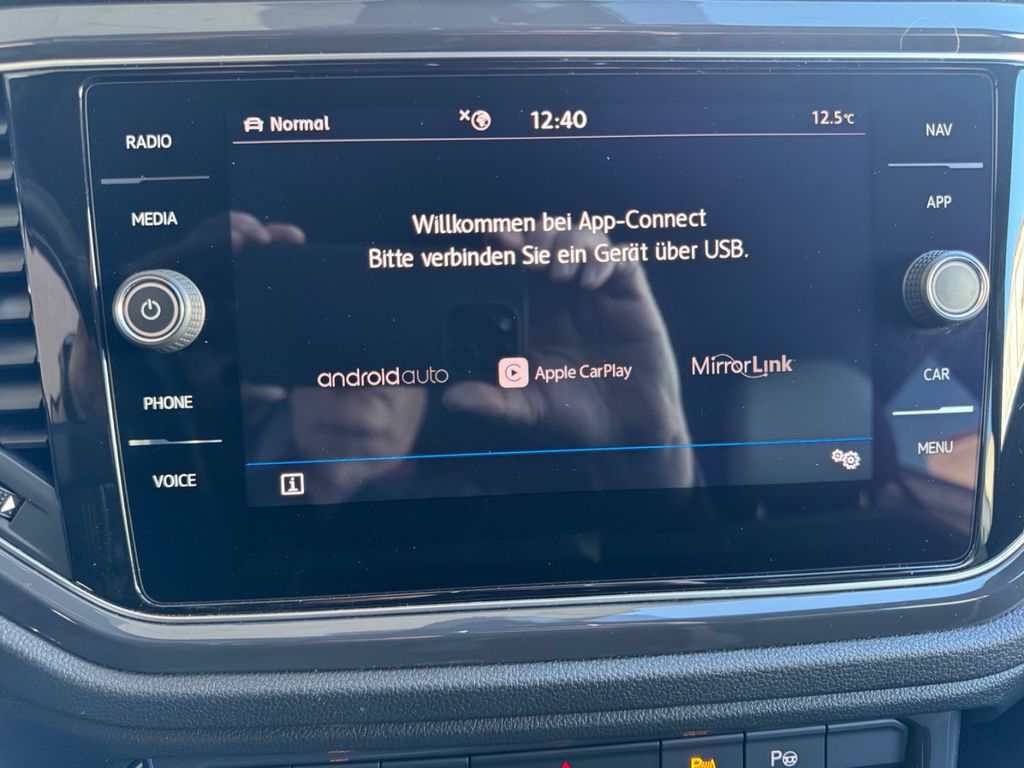 RADIO
MEDIA
PHONE
VOICE
Normal
12:40
12.5°C
Willkommen bei App-Connect
Bitte verbinden Sie ein Gerät über USB.
androidauto
Apple CarPlay
MirrorLink
i
NAV
APP
CAR
MENU
P
P